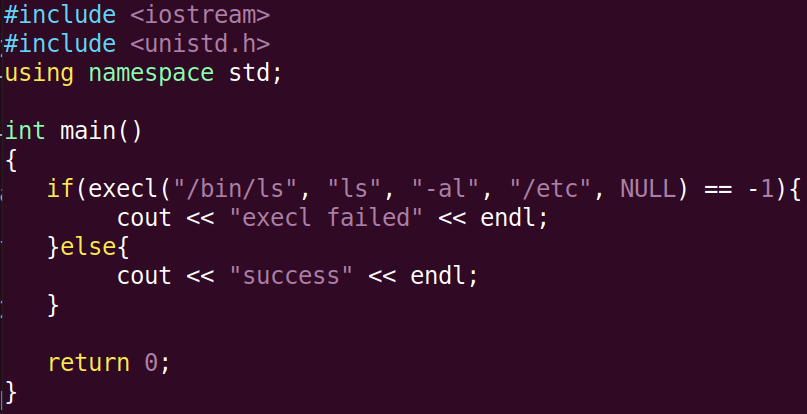 #include <iostream>
#include <unistd.h>
using namespace std;
int main()
{
if(execl("/bin/ls", "ls", "-al", "/etc", NULL) == -1){
cout << "execl failed" << endl;
}else{
cout << "success" << endl;
}
return 0;
}